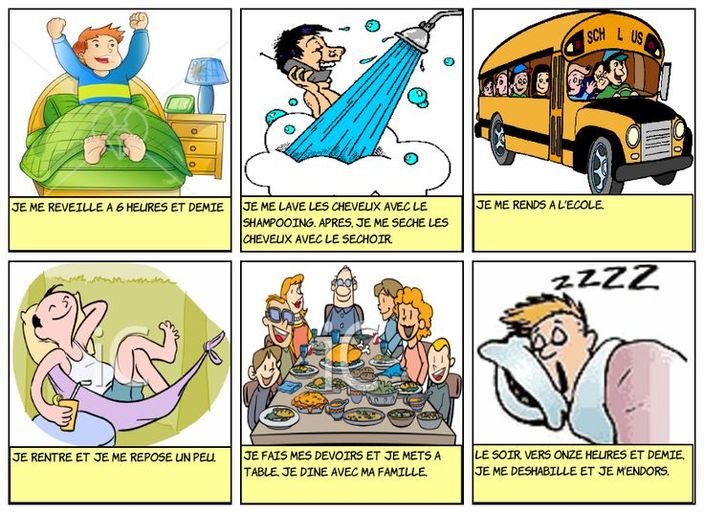 JE ME REVEILLE A 6 HEURES ET DEMIE
JE ME LAVE LES CHEVEUX AVEC LE
SHAMPOOING. APRES, JE ME SECHE LES
CHEVEUX AVEC LE SECHOIR.
SCH L US
JE ME RENDS A L'ECOLE.
JE RENTRE ET JE ME REPOSE UN PEU.
JE FAIS MES DEVOIRS ET JE METS A
TABLE. JE DINE AVEC MA FAMILLE.
ZZZZ
LE SOIR, VERS ONZE HEURES ET DEMIE,
JE ME DESHABILLE ET JE M'ENDORS.